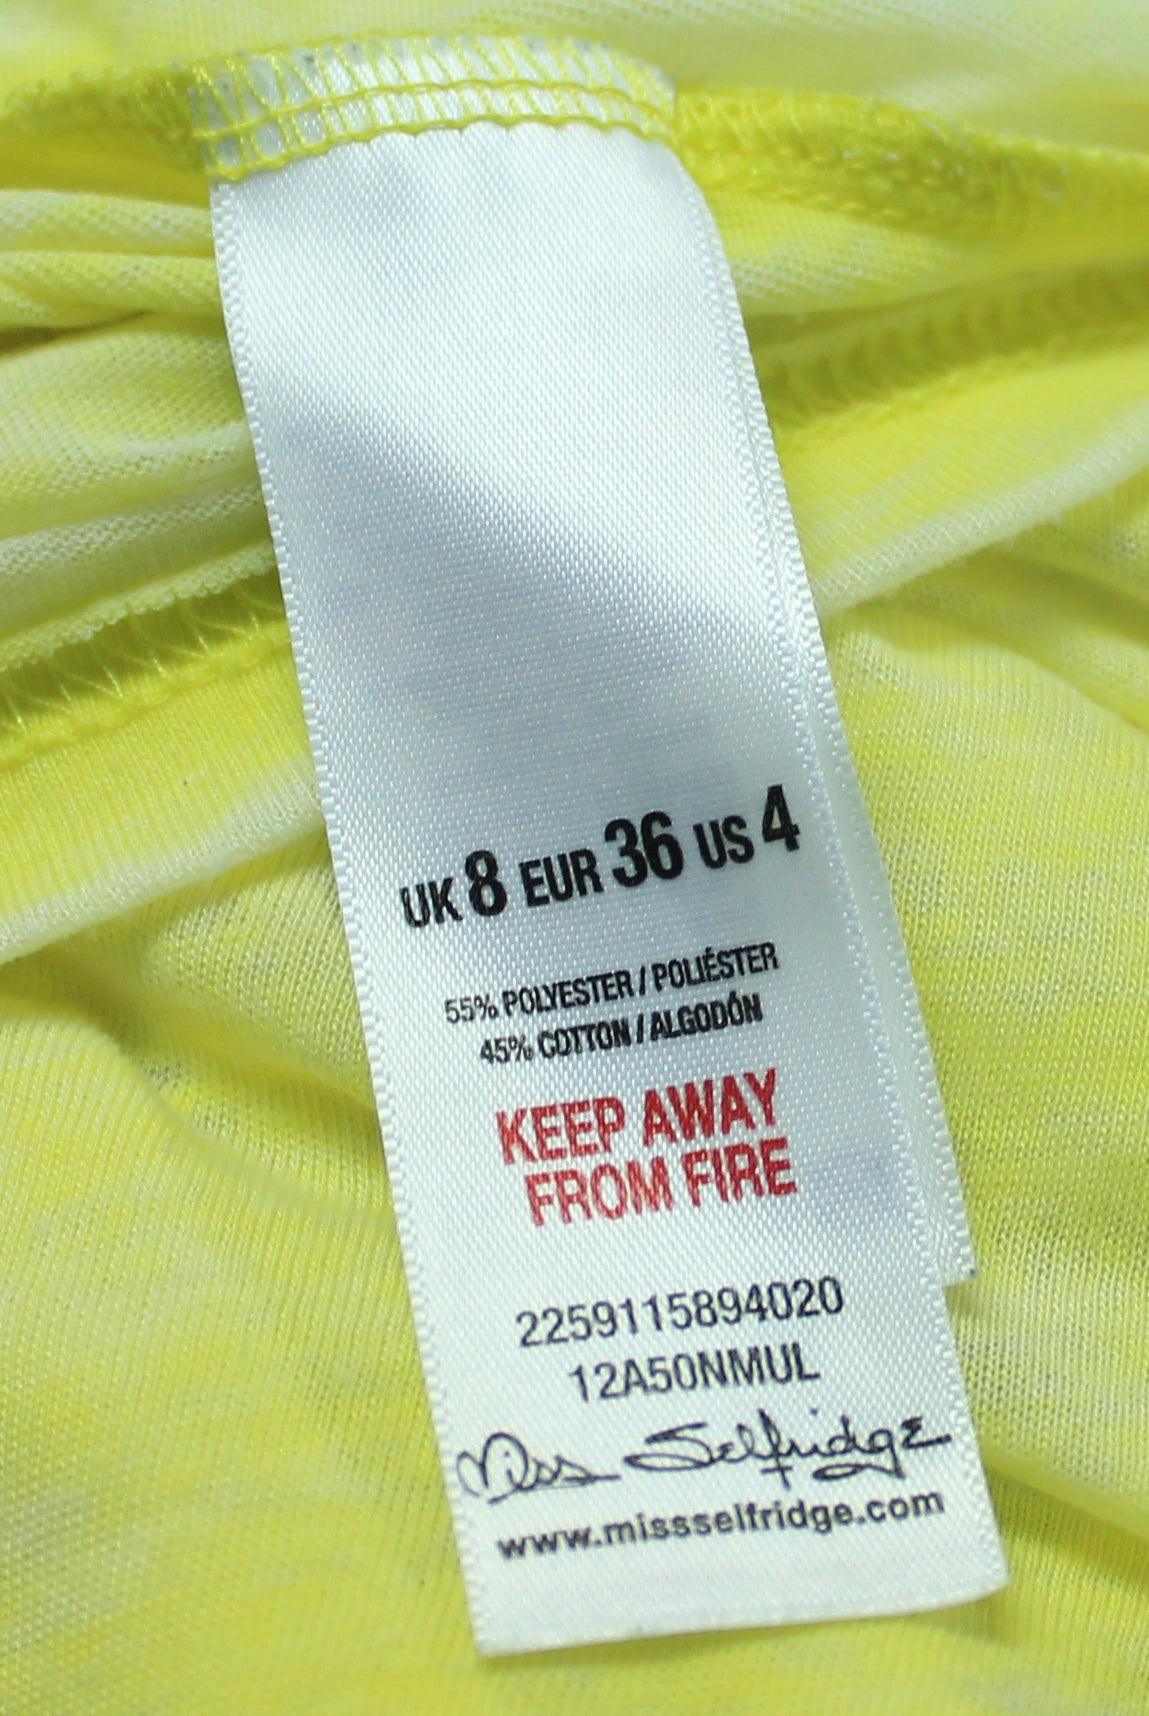 UK 8 EUR 36 US 4
55% POLYESTER / POLIÉSTER
45% COTTON / ALGODÓN
KEEP AWAY
FROM FIRE
2259115894020
12A50NMUL
Miss Selfridge
www.missselfridge.com